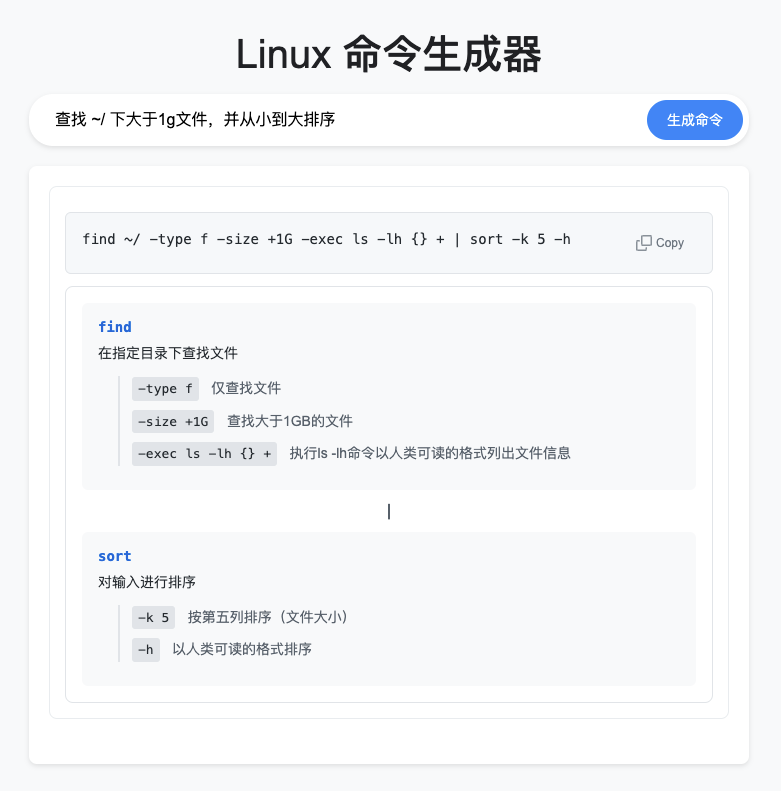 Linux 命令生成器
查找 ~/ 下大于1g文件，并从小到大排序
生成命令
find ~/ -type f -size +1G -exec ls -lh {} + | sort -k 5 -h
Copy
find
在指定目录下查找文件
-type f 仅查找文件
-size +1G 查找大于1GB的文件
-exec ls -lh {} + 执行ls -lh命令以人类可读的格式列出文件信息
|
sort
对输入进行排序
-k 5 按第五列排序（文件大小）
-h 以人类可读的格式排序